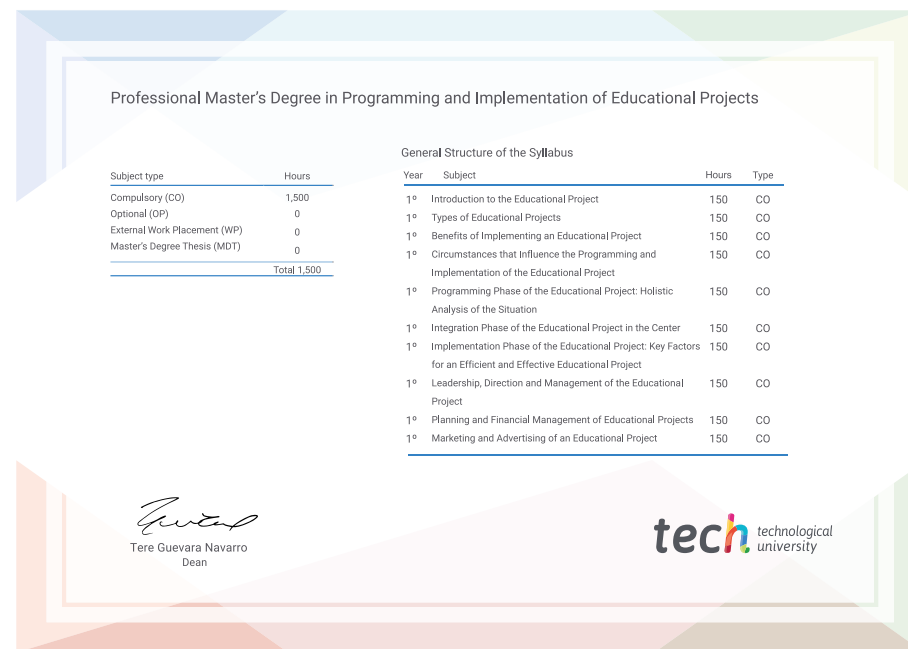 Professional Master's Degree in Programming and Implementation of Educational Projects
Subject type Hours
Compulsory (CO) 1,500
Optional (OP) 0
External Work Placement (WP) 0
Master's Degree Thesis (MDT) 0
Total 1,500
General Structure of the Syllabus
Year Subject Hours Type
1º Introduction to the Educational Project 150 CO
1º Types of Educational Projects 150 CO
1º Benefits of Implementing an Educational Project 150 CO
1º Circumstances that Influence the Programming and 150 CO
Implementation of the Educational Project
1º Programming Phase of the Educational Project: Holistic 150 CO
Analysis of the Situation
1º Integration Phase of the Educational Project in the Center 150 CO
1º Implementation Phase of the Educational Project: Key Factors 150 CO
for an Efficient and Effective Educational Project
1º Leadership, Direction and Management of the Educational 150 CO
Project
1º Planning and Financial Management of Educational Projects 150 CO
1º Marketing and Advertising of an Educational Project 150 CO
Tere Guevara Navarro
Dean
tech technological
university